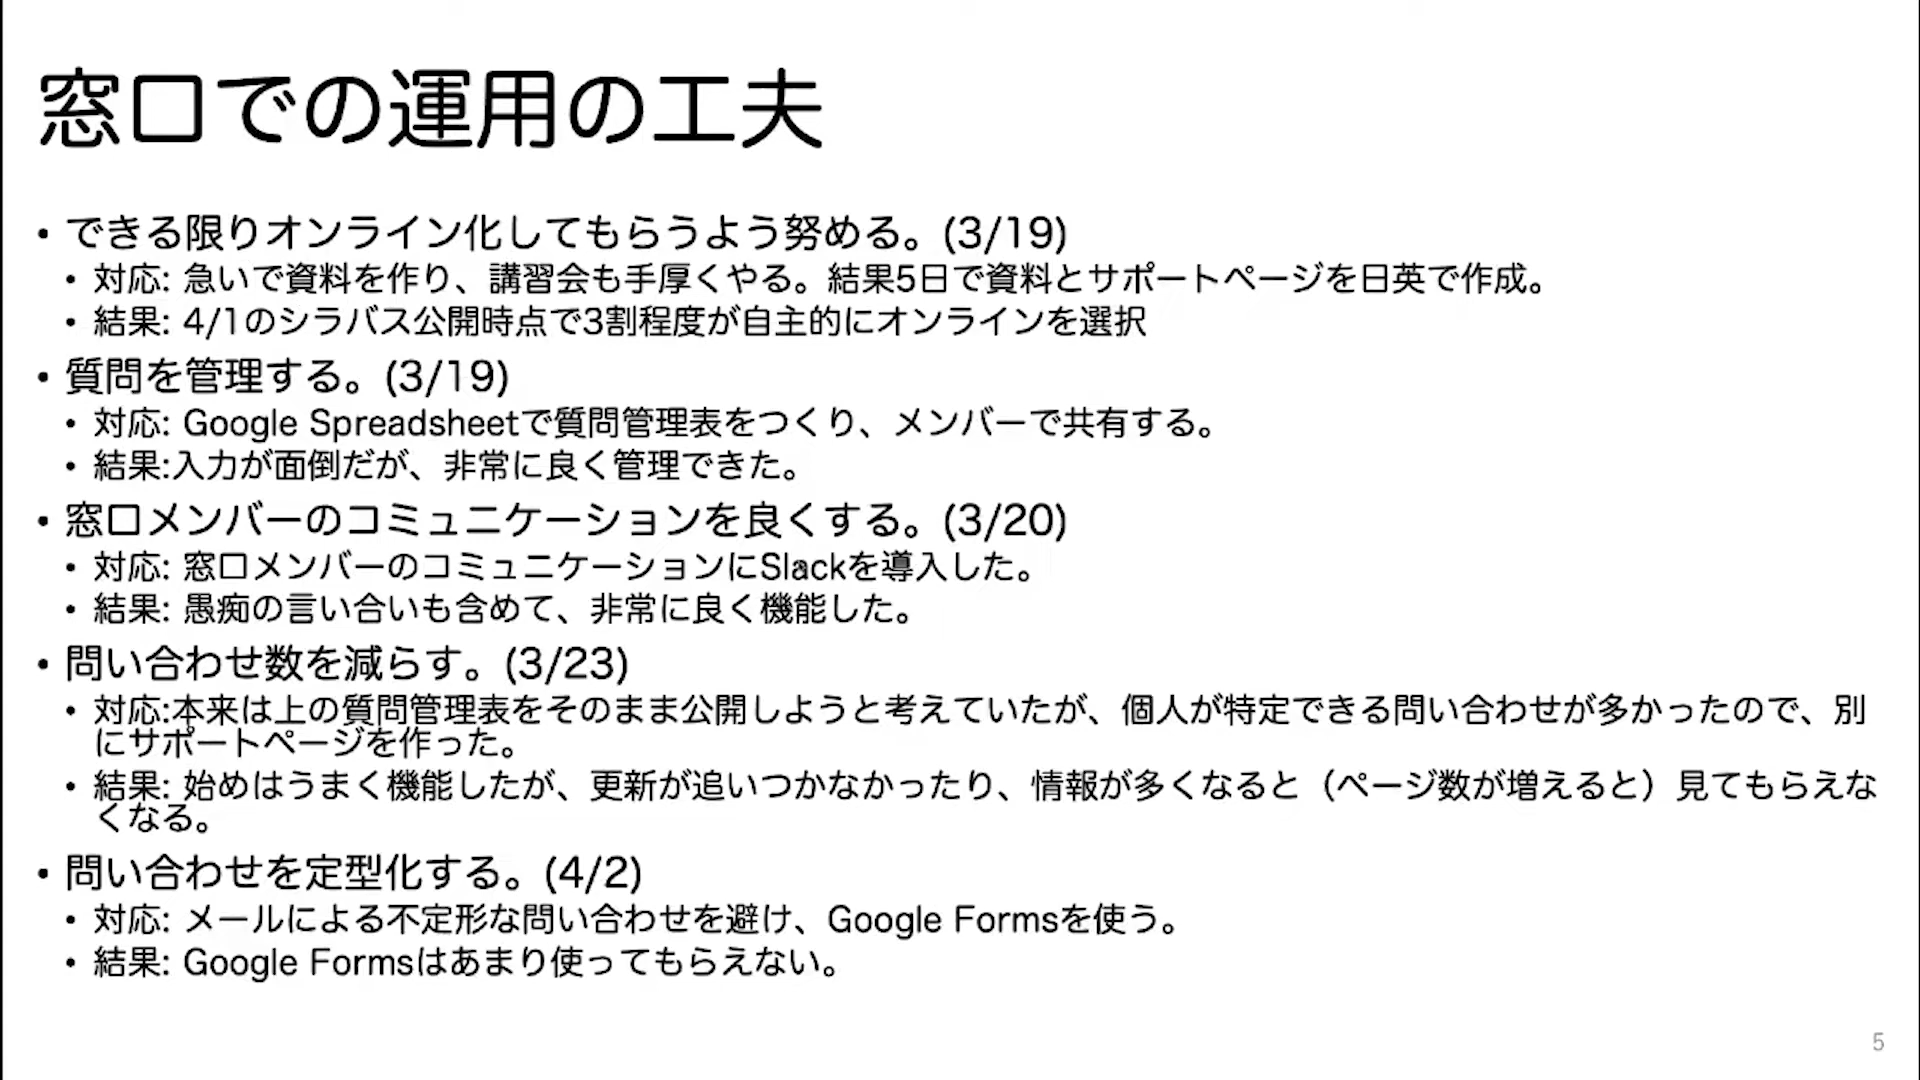 窓口での運用の工夫
• できる限りオンライン化してもらうよう努める。(3/19)
• 対応: 急いで資料を作り、講習会も手厚くやる。結果5日で資料とサポートページを日英で作成。
• 結果: 4/1のシラバス公開時点で3割程度が自主的にオンラインを選択
• 質問を管理する。(3/19)
• 対応: Google Spreadsheetで質問管理表をつくり、メンバーで共有する。
• 結果:入力が面倒だが、非常に良く管理できた。
• 窓口メンバーのコミュニケーションを良くする。(3/20)
• 対応: 窓口メンバーのコミュニケーションにSlackを導入した。
• 結果: 愚痴の言い合いも含めて、非常に良く機能した。
• 問い合わせ数を減らす。(3/23)
• 対応:本来は上の質問管理表をそのまま公開しようと考えていたが、個人が特定できる問い合わせが多かったので、別
にサポートページを作った。
• 結果: 始めはうまく機能したが、更新が追いつかなかったり、情報が多くなると（ページ数が増えると）見てもらえな
くなる。
• 問い合わせを定型化する。(4/2)
• 対応: メールによる不定形な問い合わせを避け、Google Formsを使う。
• 結果: Google Formsはあまり使ってもらえない。
5